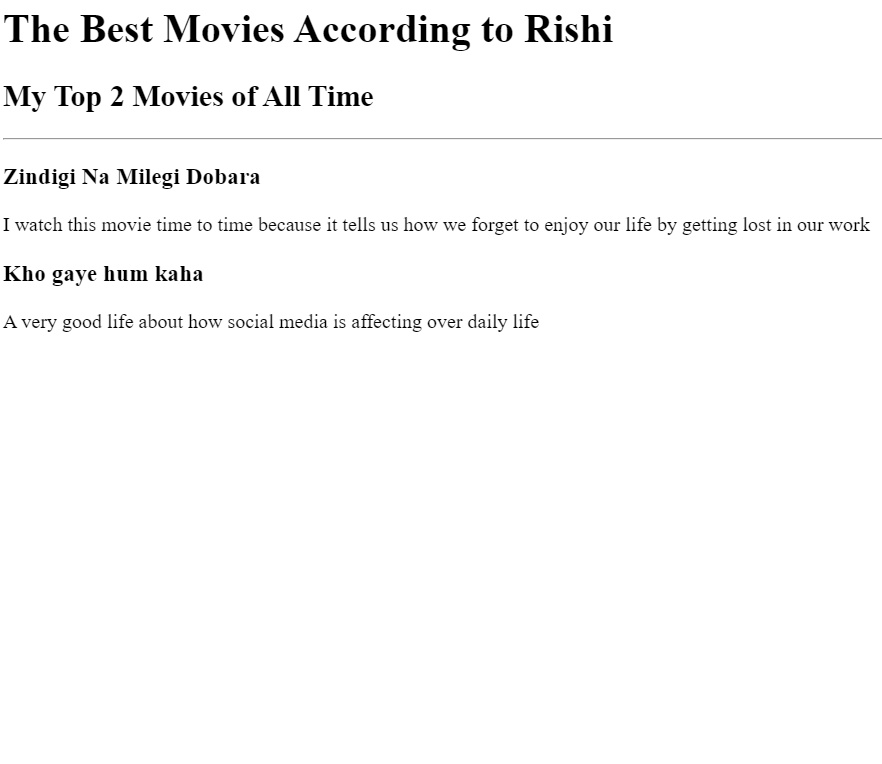 The Best Movies According to Rishi
My Top 2 Movies of All Time
Zindigi Na Milegi Dobara
I watch this movie time to time because it tells us how we forget to enjoy our life by getting lost in our work
Kho gaye hum kaha
A very good life about how social media is affecting over daily life